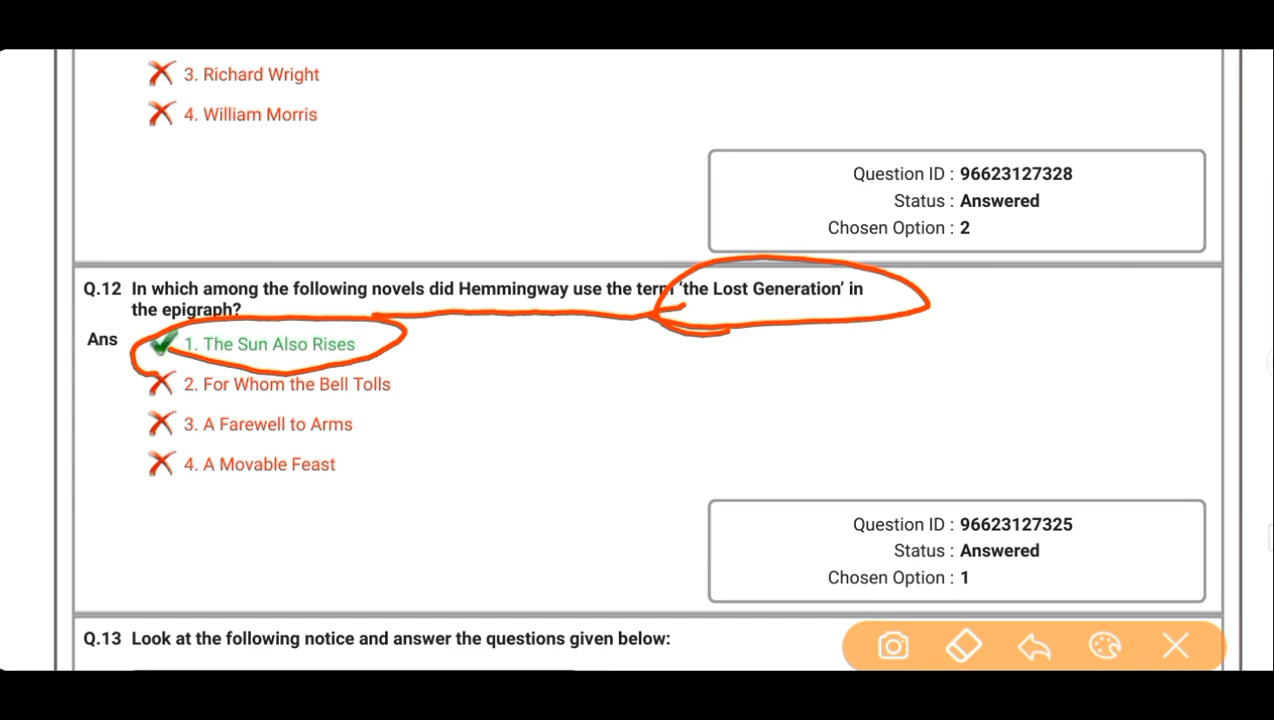 3. Richard Wright
4. William Morris
Question ID : 96623127328
Status : Answered
Chosen Option : 2
Q.12 In which among the following novels did Hemmingway use the term 'the Lost Generation' in
the epigraph?
Ans 1. The Sun Also Rises
2. For Whom the Bell Tolls
3. A Farewell to Arms
4. A Movable Feast
Question ID : 96623127325
Status : Answered
Chosen Option : 1
Q.13 Look at the following notice and answer the questions given below: